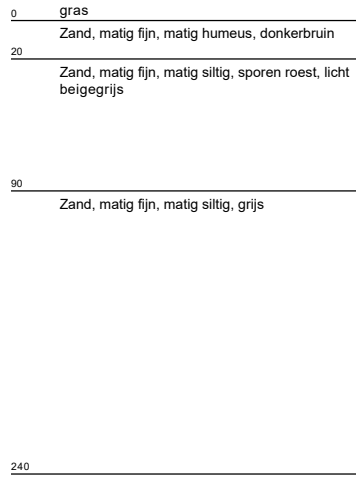 0 gras
Zand, matig fijn, matig humeus, donkerbruin
20
Zand, matig fijn, matig siltig, sporen roest, licht
beigegrijs
90
Zand, matig fijn, matig siltig, grijs
240